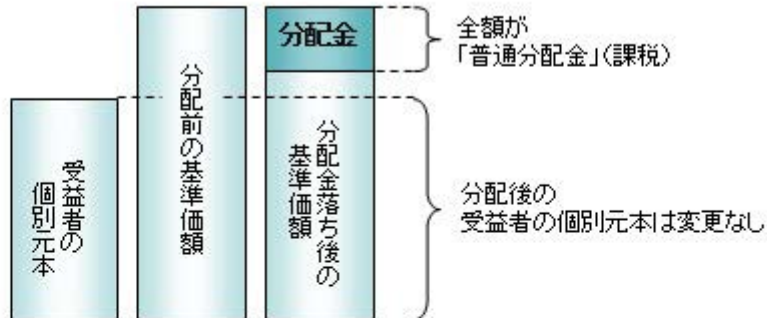 受益者の
個別元本
分配前の基準価額
分配金
分配金落ち後の
基準価額
全額が
「普通分配金」(課税)
分配後の
受益者の個別元本は変更なし